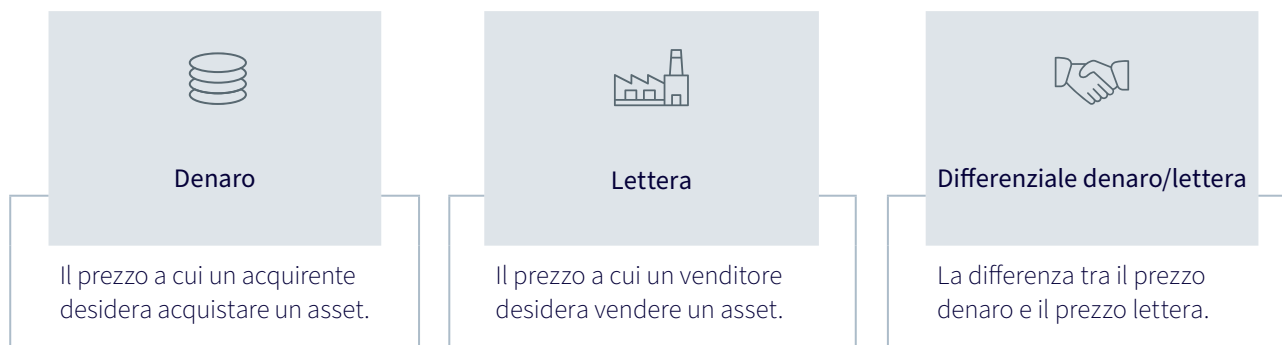 Denaro
Il prezzo a cui un acquirente
desidera acquistare un asset.
Lettera
Il prezzo a cui un venditore
desidera vendere un asset.
Differenziale denaro/lettera
La differenza tra il prezzo
denaro e il prezzo lettera.